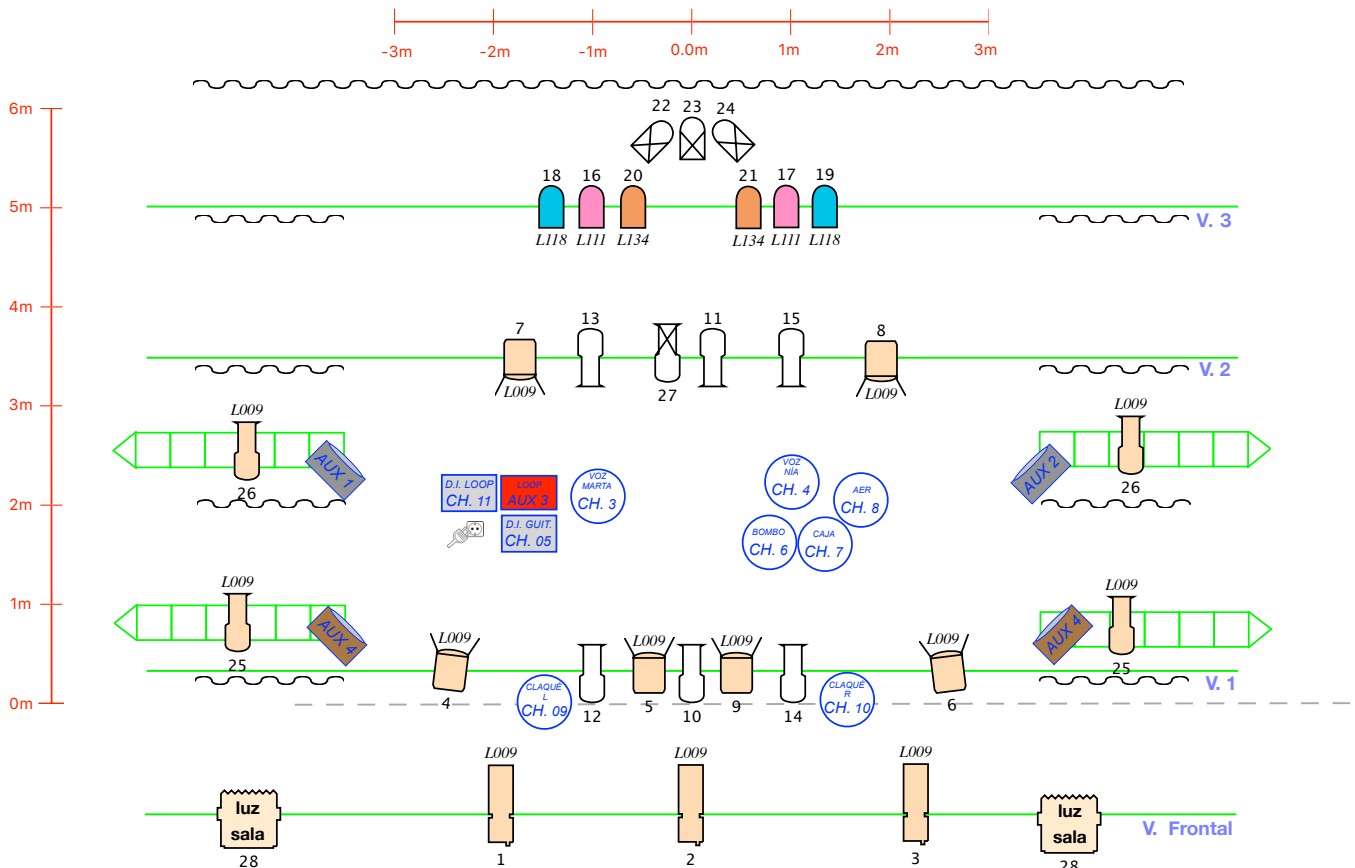 -3m -2m -1m 0.0m 1m 2m 3m
6m
22 23 24
18 16 20 21 17 19
5m
V. 3
L118 L111 L134 L134 L111 L118
4m
7 13 11 15 8
V. 2
L009 27 L009
3m
L009 L009
AUX 1 AUX 2
26 26
D.I. LOOP
CH. 11
LOOP
AUX 3
VOZ
MARTA
CH. 3
VOZ
NÍA
CH. 4
AER
CH. 8
2m
D.I. GUIT.
CH. 05
BOMBO
CH. 6
CAJA
CH. 7
L009 L009
1m
AUX 4 AUX 4
25 25
L009 L009 L009 L009
V. 1
0m
4 12 5 10 9 14 6
CLAQUÉ
L
CH. 09
CLAQUÉ
R
CH. 10
L009 L009 L009
luz
sala
luz
sala
V. Frontal
28 1 2 3 28